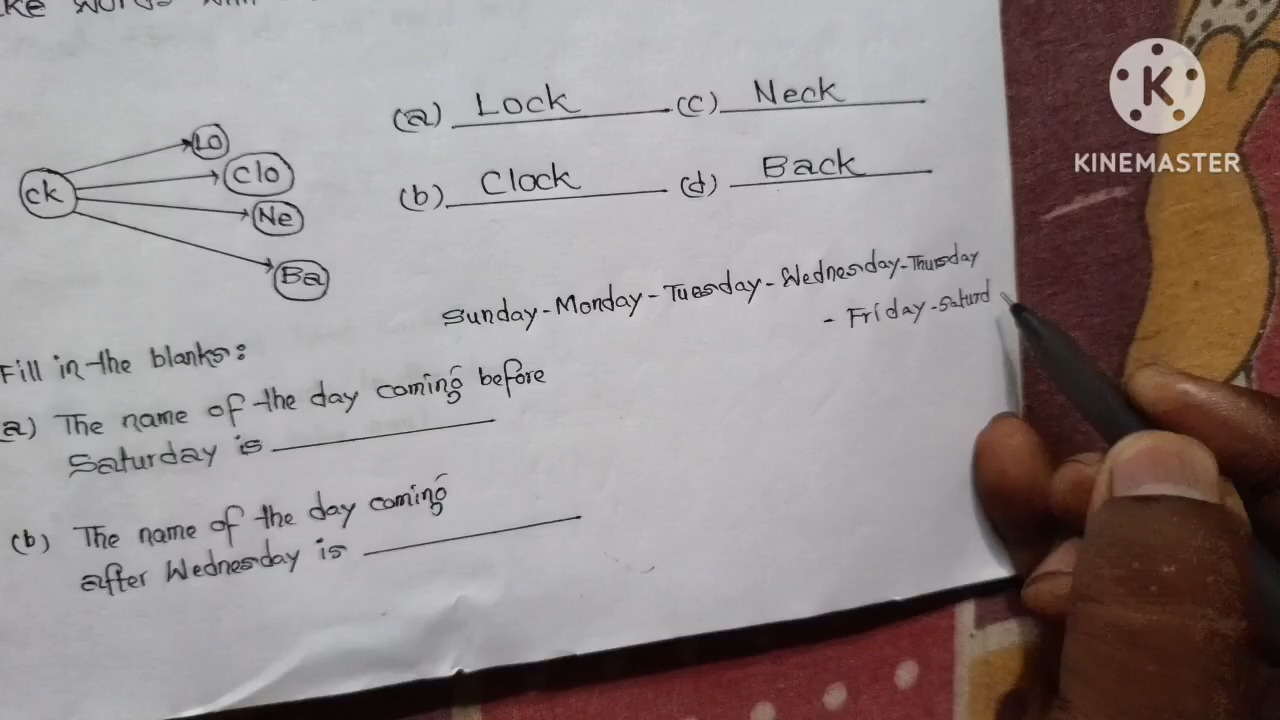 ck
Lo
Clo
Ne
Ba
(a) Lock (c) Neck
(b) Clock (d) Back
Sunday-Monday-Tuesday-Wednesday-Thursday
- Friday-Saturd
Fill in the blanks:
(a) The name of the day coming before
Saturday is
(b) The name of the day coming
after Wednesday is
KINEMASTER